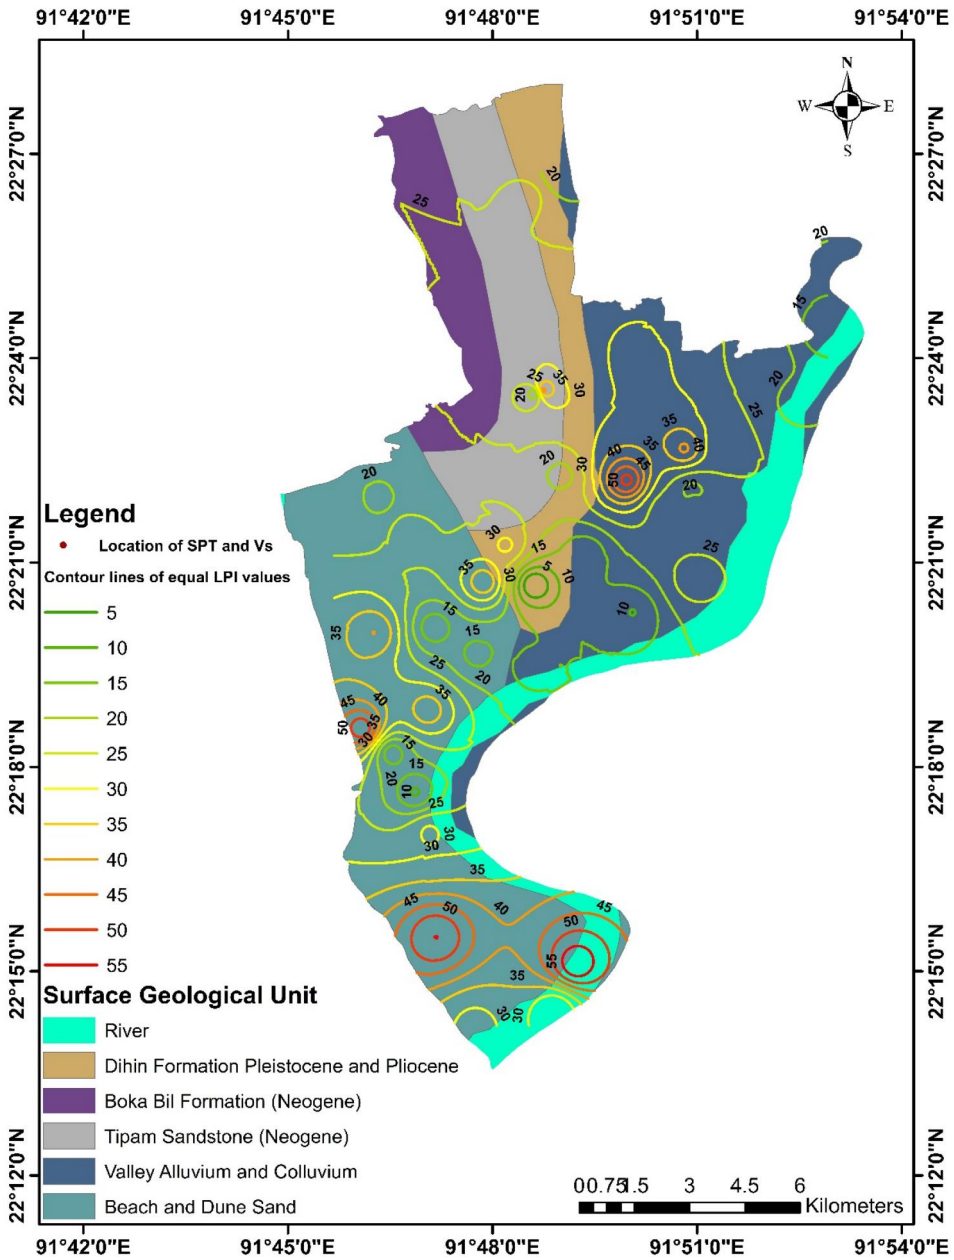 91°42'0"E 91°45'0"E 91°48'0"E 91°51'0"E 91°54'0"E
N
W E
S
22°27'0"N 22°27'0"N
20
25
20
15
22°24'0"N 22°24'0"N
25 35
20 30
20
25
35
40 35 40
45
50
20 30
20
20
Legend
Location of SPT and Vs
Contour lines of equal LPI values
5
10
15
20
25
30
35
40
45
50
55
30
15
25
22°21'0"N 22°21'0"N
35 30 5 10
15
10
35
15
25
20
45 40 35
50 35
30
15
15
22°18'0"N 22°18'0"N
20
10
25
30
30
35
45 50 40 45
50
55
22°15'0"N 22°15'0"N
35
30 30
Surface Geological Unit
River
Dihin Formation Pleistocene and Pliocene
Boka Bil Formation (Neogene)
Tipam Sandstone (Neogene)
Valley Alluvium and Colluvium
Beach and Dune Sand
22°12'0"N 22°12'0"N
0 0.75 1.5 3 4.5 6
Kilometers
91°42'0"E 91°45'0"E 91°48'0"E 91°51'0"E 91°54'0"E